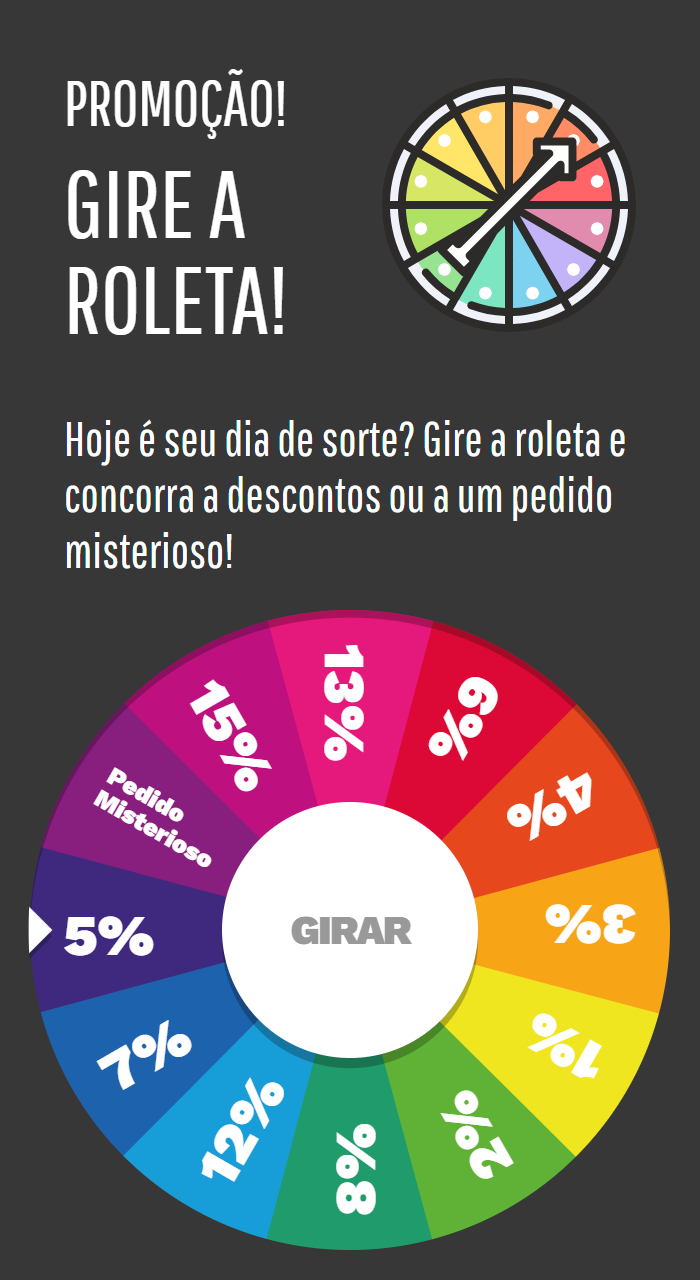 PROMOÇÃO!
GIRE A
ROLETA!
Hoje é seu dia de sorte? Gire a roleta e
concorra a descontos ou a um pedido
misterioso!
13%
6%
4%
3%
1%
2%
8%
12%
7%
5%
Pedido
Misterioso
15%
GIRAR